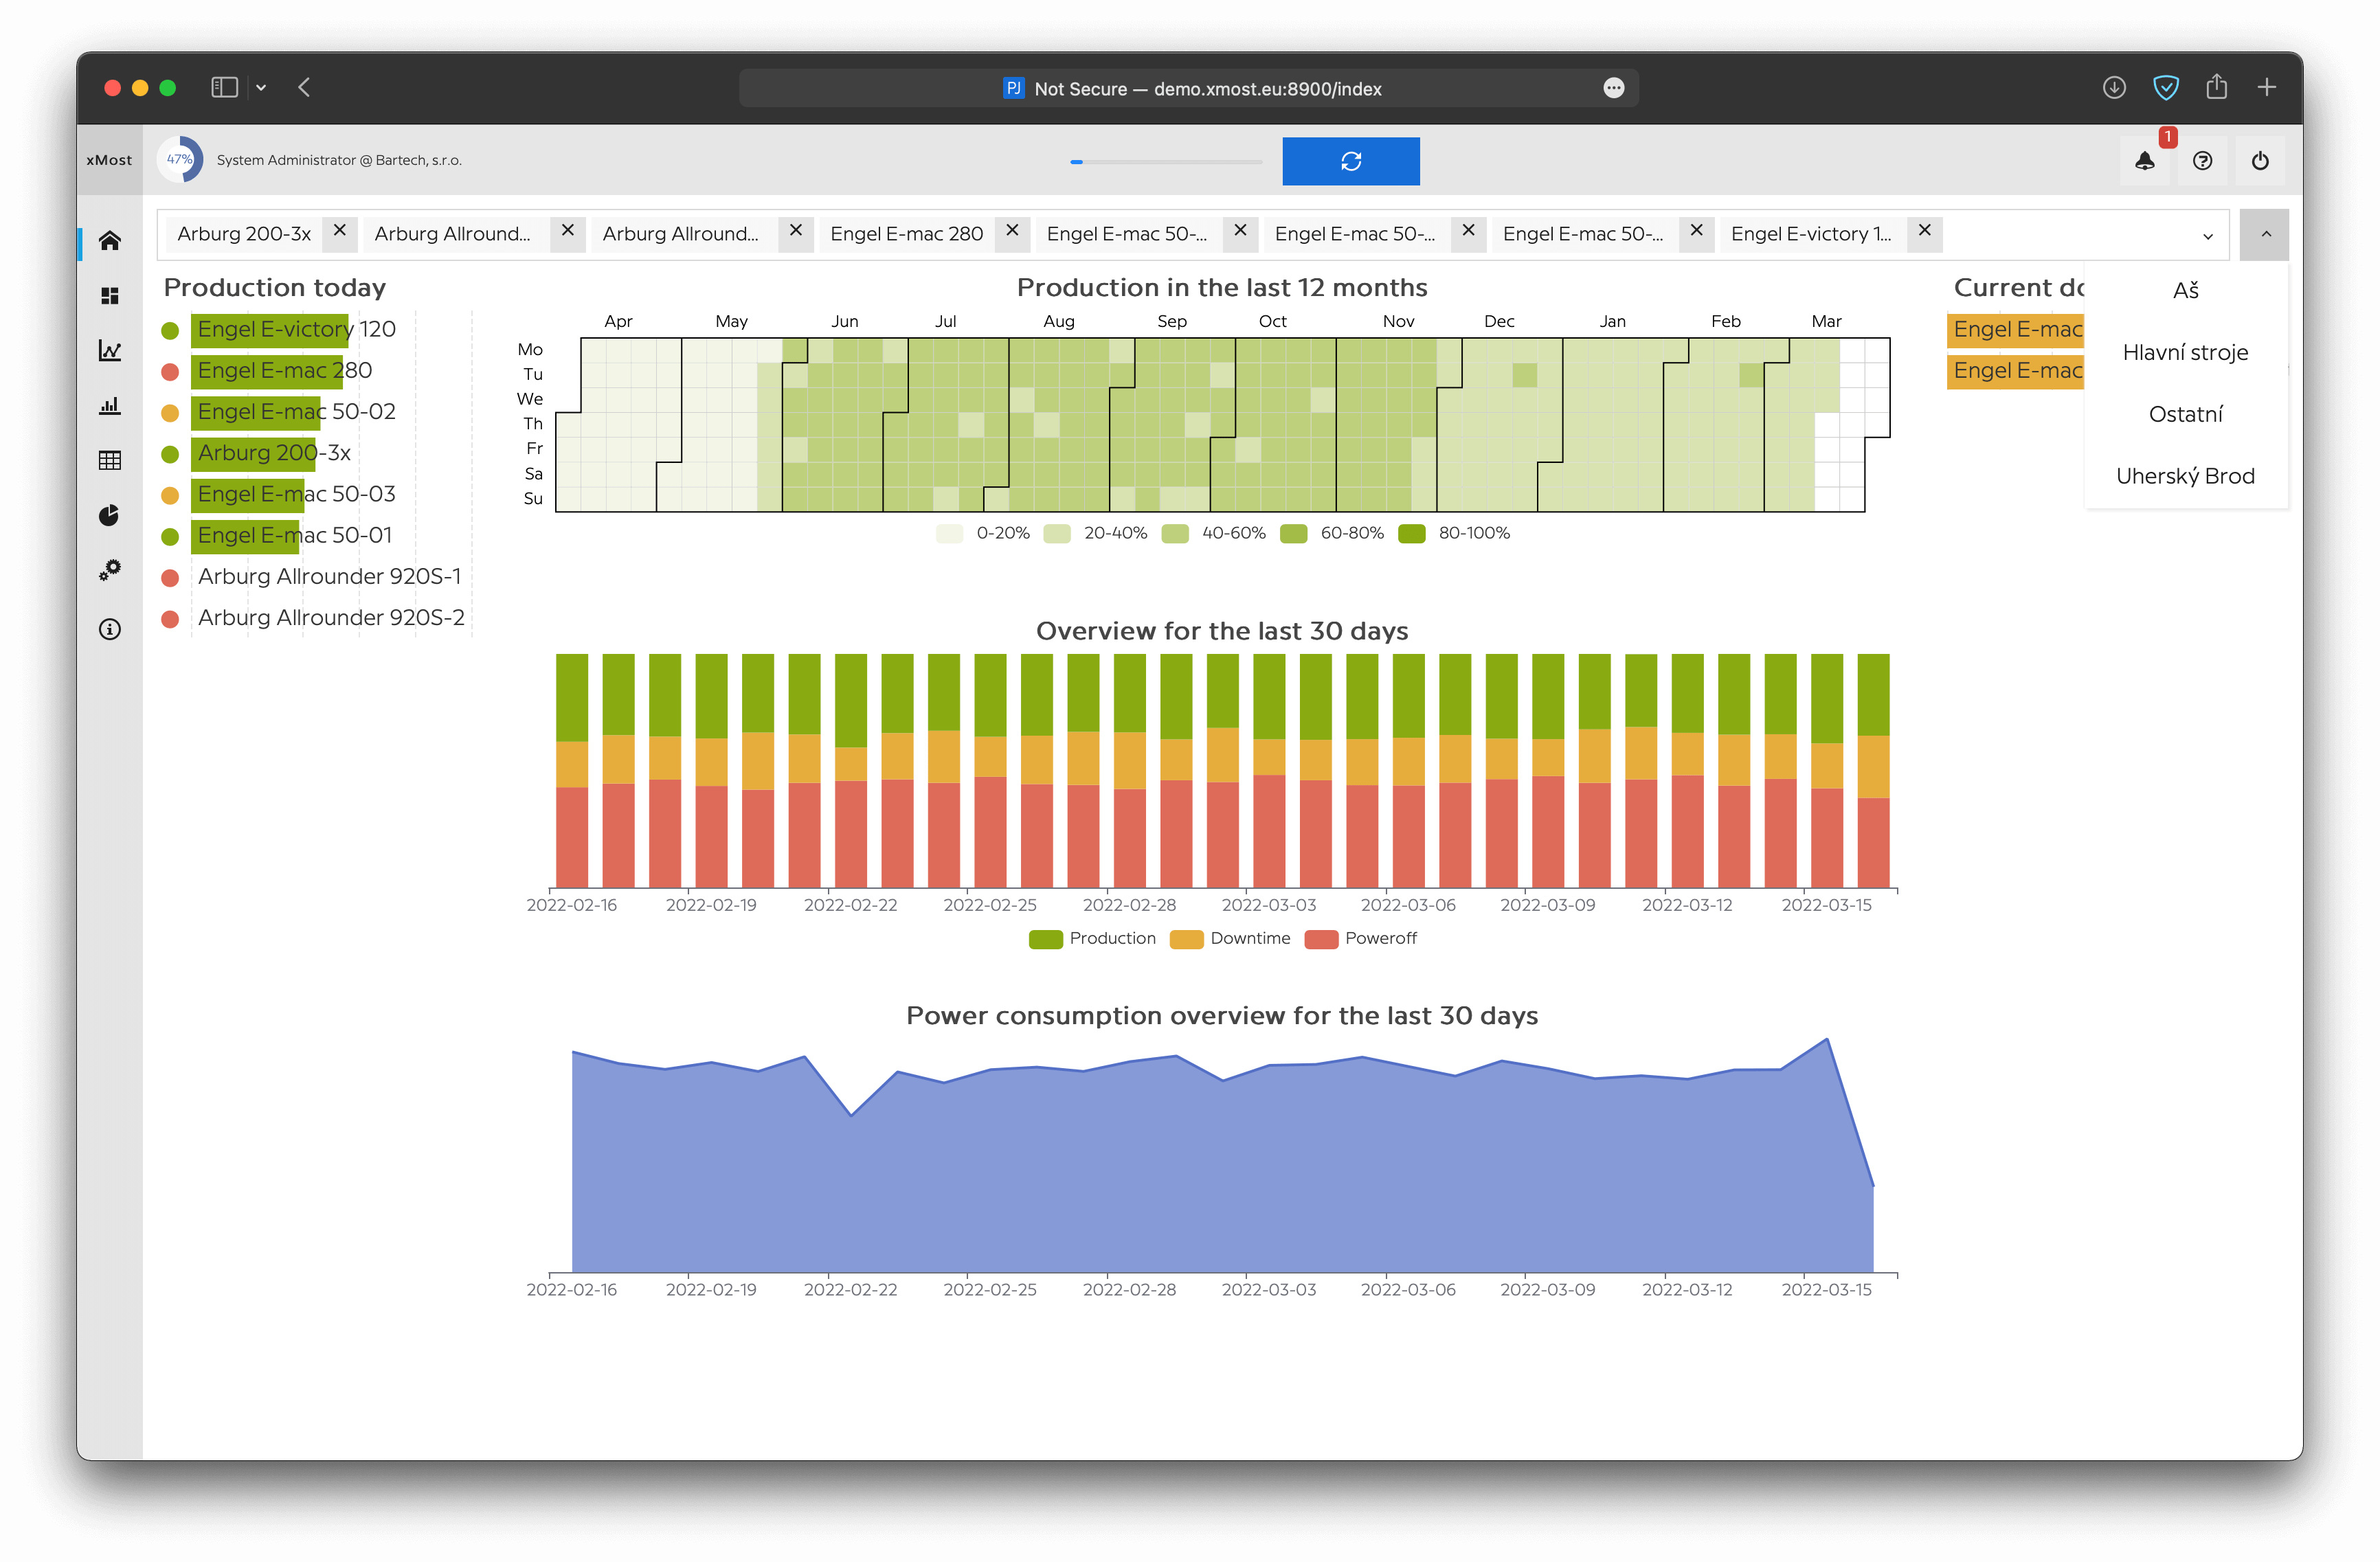 Not Secure — demo.xmost.eu:8900/index
xMost
47%
System Administrator @ Bartech, s.r.o.
1
Arburg 200-3x
Arburg Allround...
Arburg Allround...
Engel E-mac 280
Engel E-mac 50-...
Engel E-mac 50-...
Engel E-mac 50-...
Engel E-victory 1...
Production today
Engel E-victory 120
Engel E-mac 280
Engel E-mac 50-02
Arburg 200-3x
Engel E-mac 50-03
Engel E-mac 50-01
Arburg Allrounder 920S-1
Arburg Allrounder 920S-2
Production in the last 12 months
Apr May Jun Jul Aug Sep Oct Nov Dec Jan Feb Mar
Mo
Tu
We
Th
Fr
Sa
Su
0-20% 20-40% 40-60% 60-80% 80-100%
Overview for the last 30 days
2022-02-16 2022-02-19 2022-02-22 2022-02-25 2022-02-28 2022-03-03 2022-03-06 2022-03-09 2022-03-12 2022-03-15
Production Downtime Poweroff
Power consumption overview for the last 30 days
2022-02-16 2022-02-19 2022-02-22 2022-02-25 2022-02-28 2022-03-03 2022-03-06 2022-03-09 2022-03-12 2022-03-15
Current do
Engel E-mac
Engel E-mac
Aš
Hlavní stroje
Ostatní
Uherský Brod